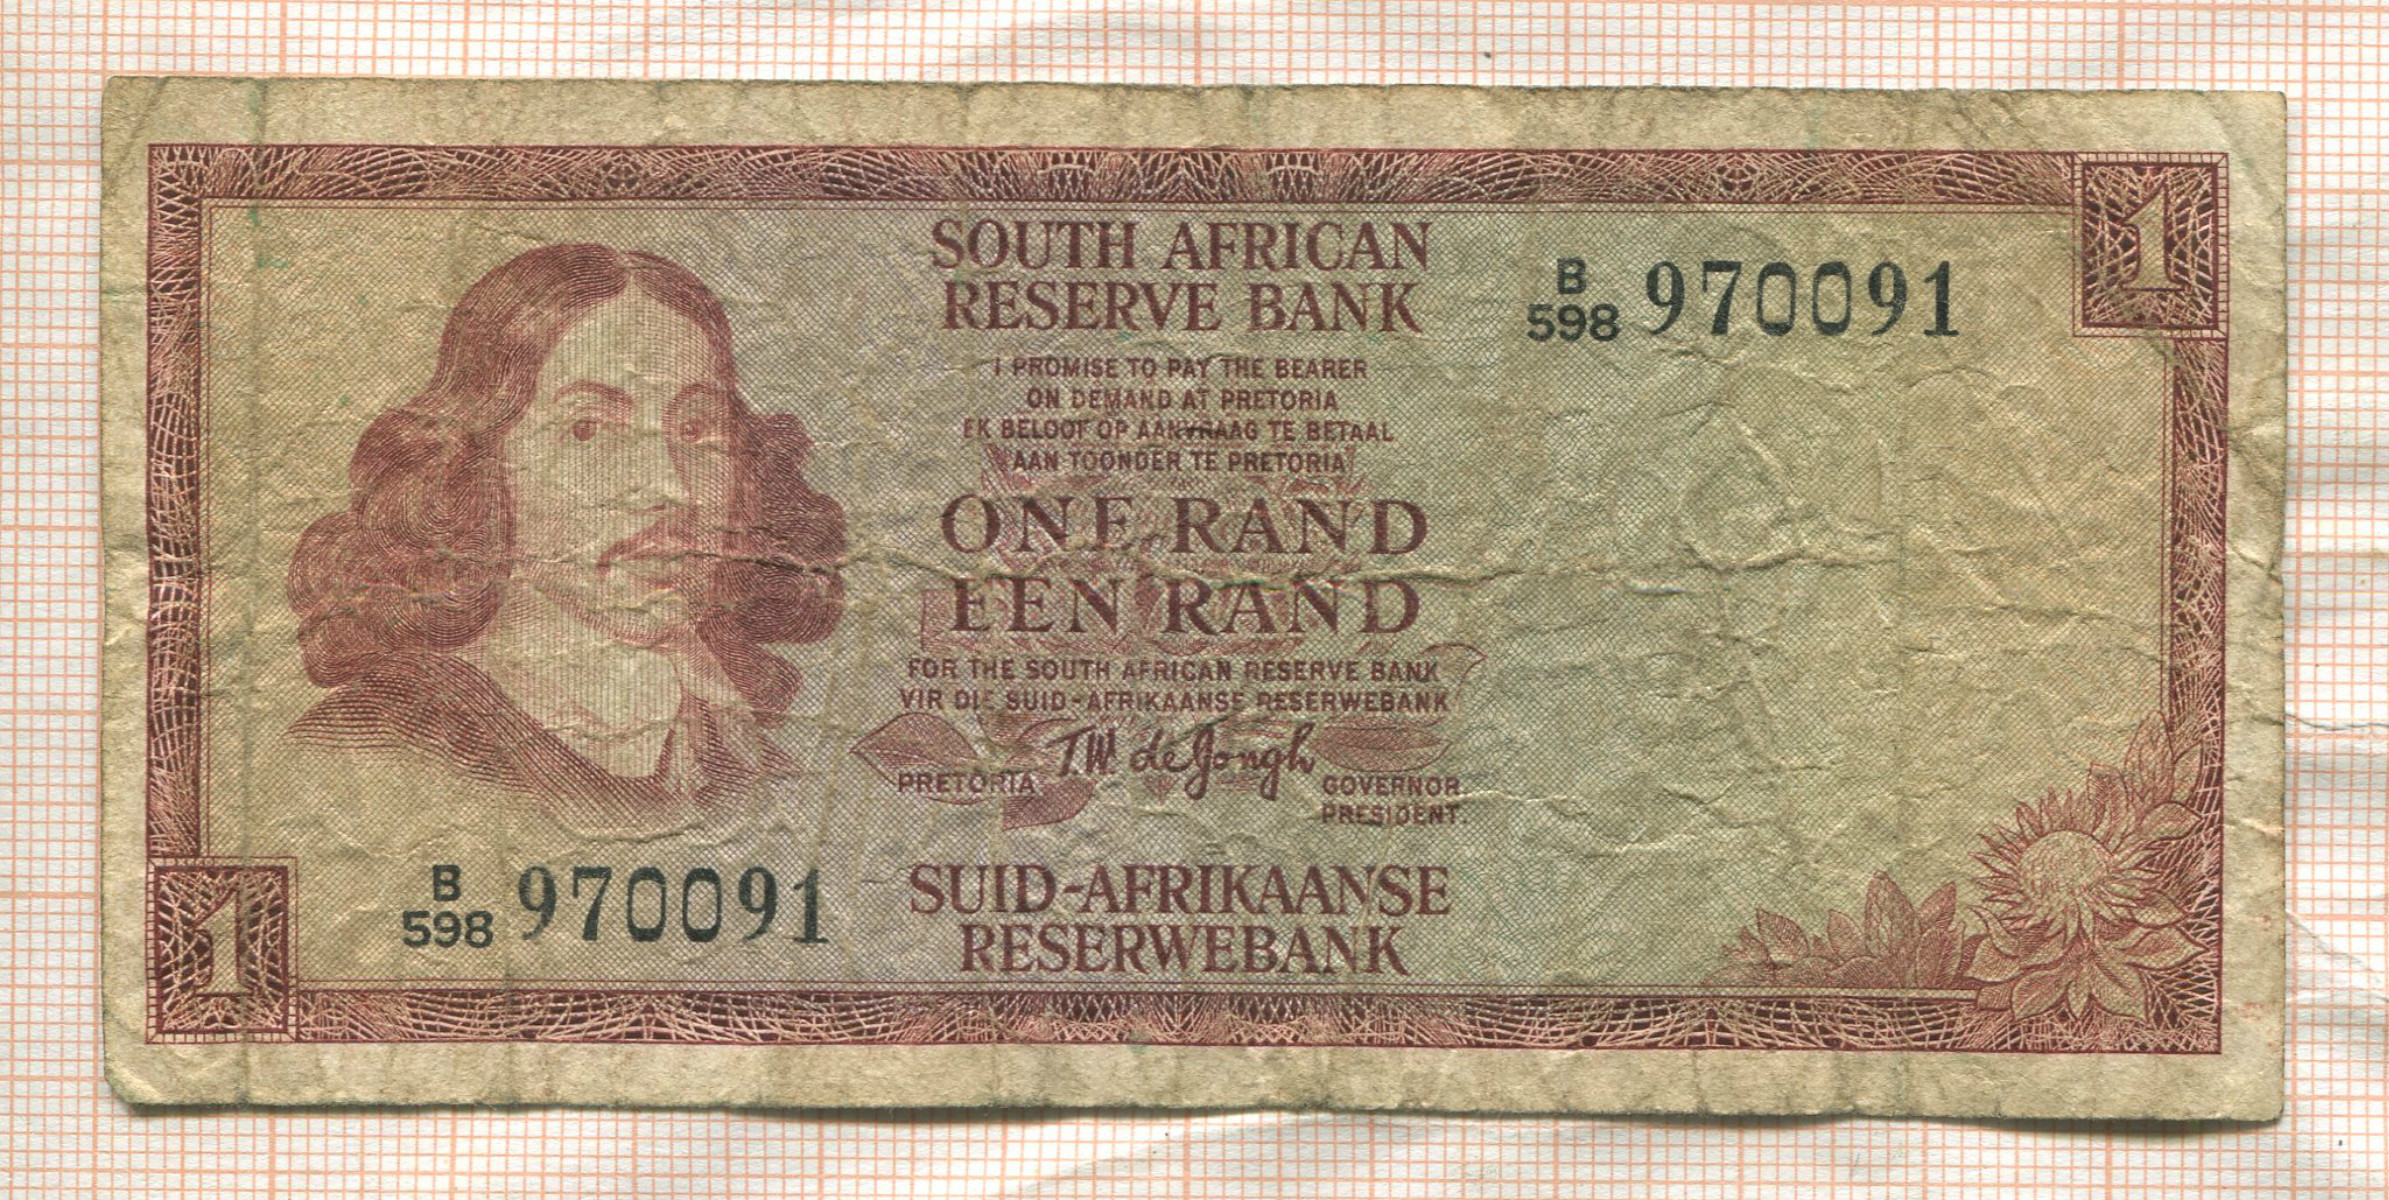 1
SOUTH AFRICAN
RESERVE BANK
B
598 970091
I PROMISE TO PAY THE BEARER
ON DEMAND AT PRETORIA
EK BELOOF OP AANVRAAG TE BETAAL
AAN TOONDER TE PRETORIA
ONE RAND
EEN RAND
FOR THE SOUTH AFRICAN RESERVE BANK
VIR DIE SUID-AFRIKAANSE RESERWEBANK
T.W. de Jongh
PRETORIA
GOVERNOR.
PRESIDENT.
B
598 970091
SUID-AFRIKAANSE
RESERWEBANK
1